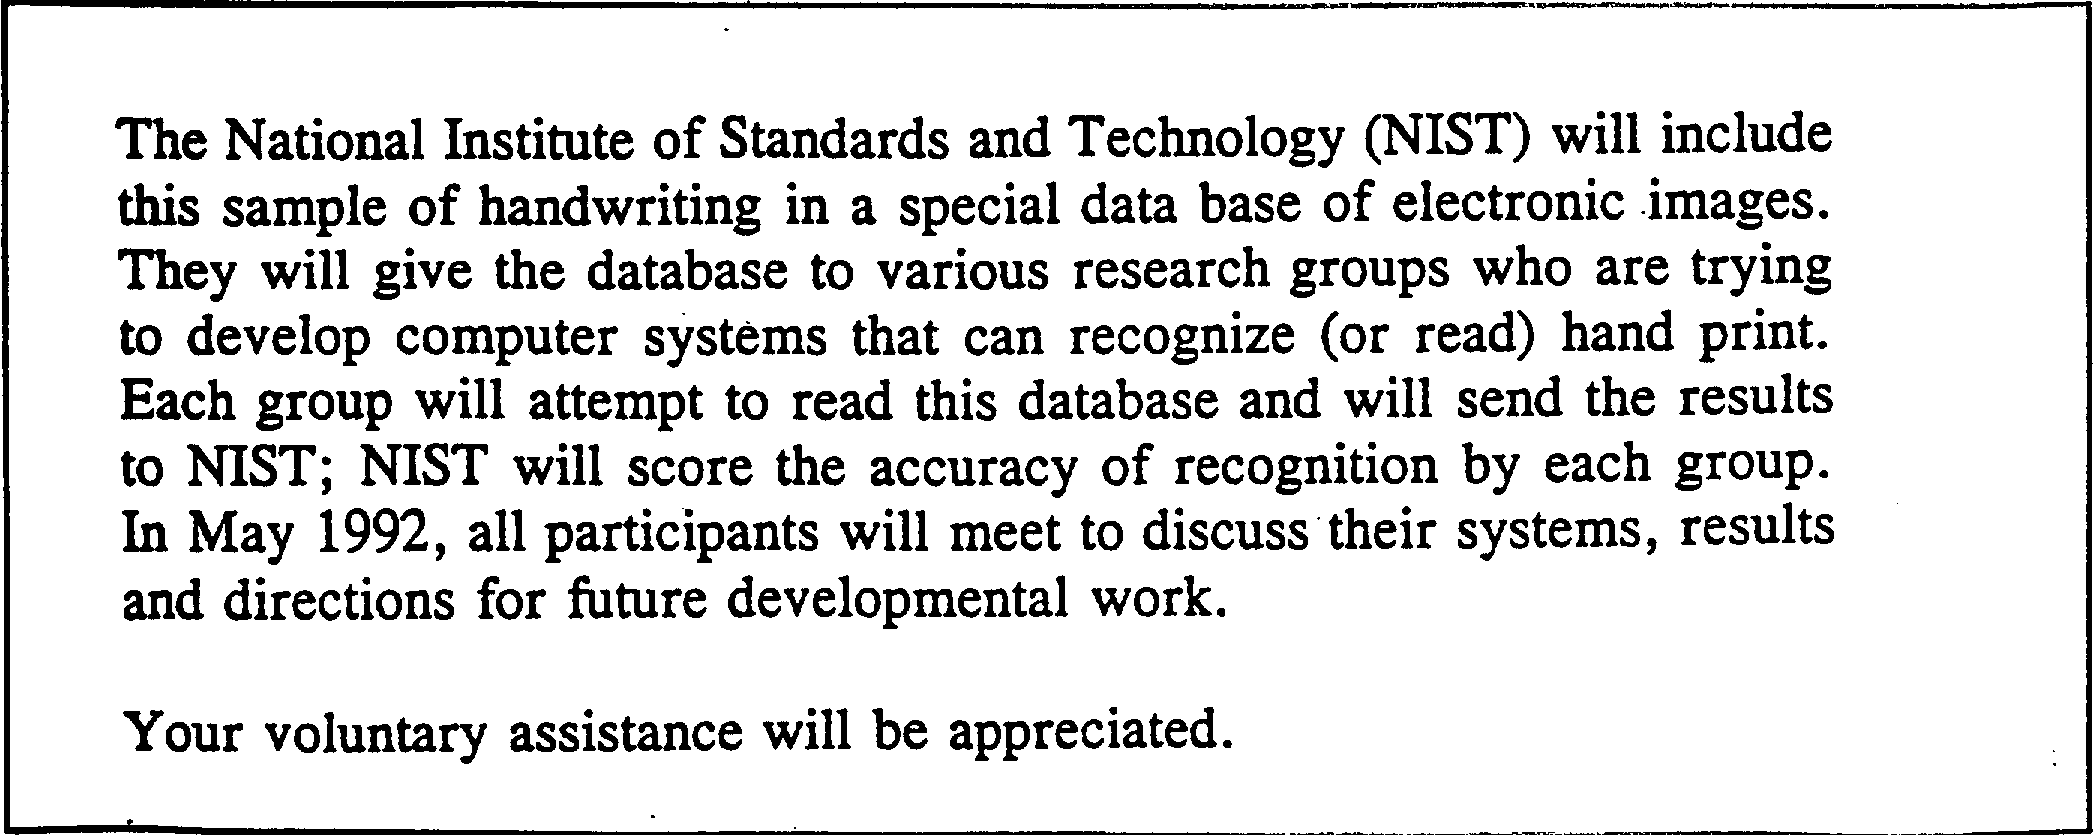 The National Institute of Standards and Technology (NIST) will include
this sample of handwriting in a special data base of electronic images.
They will give the database to various research groups who are trying
to develop computer systems that can recognize (or read) hand print.
Each group will attempt to read this database and will send the results
to NIST; NIST will score the accuracy of recognition by each group.
In May 1992, all participants will meet to discuss their systems, results
and directions for future developmental work.
Your voluntary assistance will be appreciated.